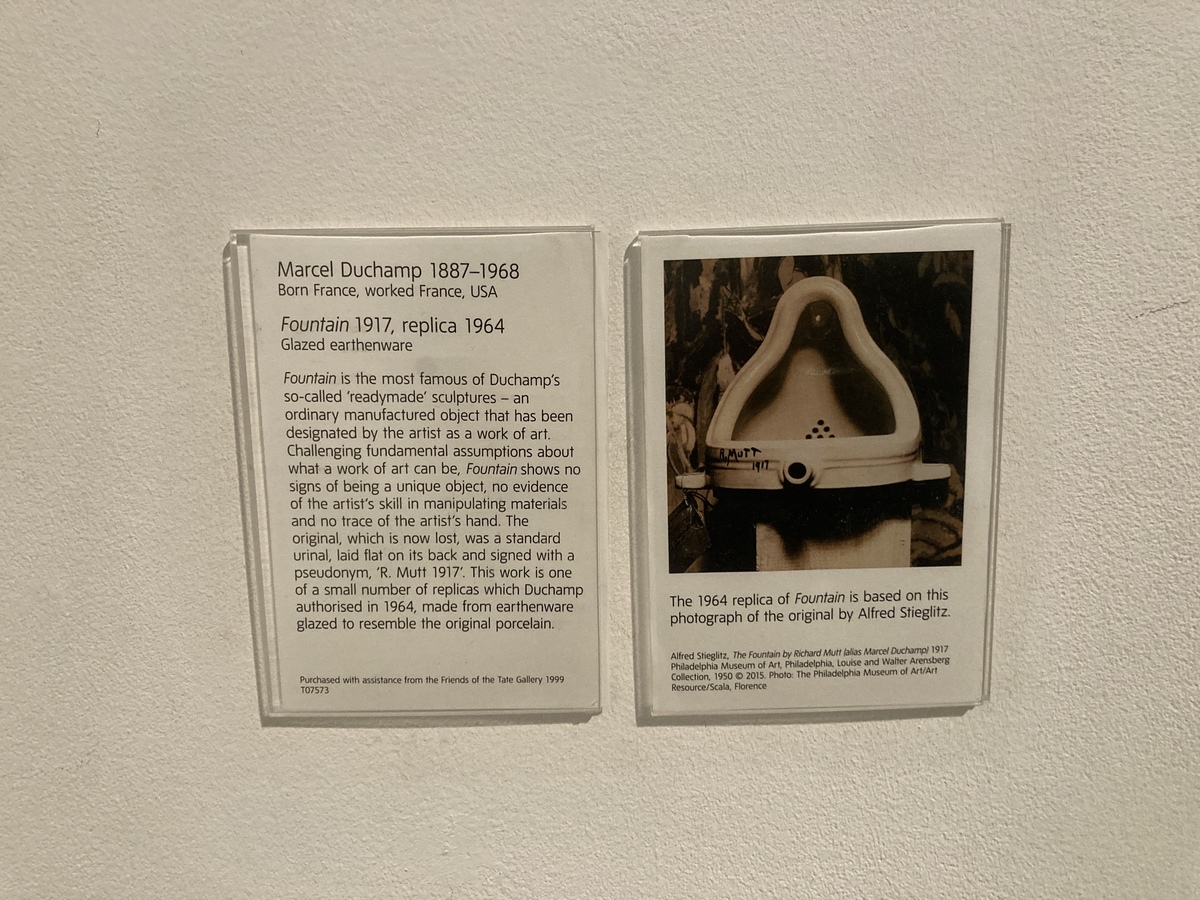 Marcel Duchamp 1887–1968
Born France, worked France, USA
Fountain 1917, replica 1964
Glazed earthenware
Fountain is the most famous of Duchamp's
so-called 'readymade' sculptures – an
ordinary manufactured object that has been
designated by the artist as a work of art.
Challenging fundamental assumptions about
what a work of art can be, Fountain shows no
signs of being a unique object, no evidence
of the artist's skill in manipulating materials
and no trace of the artist's hand. The
original, which is now lost, was a standard
urinal, laid flat on its back and signed with a
pseudonym, 'R. Mutt 1917'. This work is one
of a small number of replicas which Duchamp
authorised in 1964, made from earthenware
glazed to resemble the original porcelain.
Purchased with assistance from the Friends of the Tate Gallery 1999
T07573
R.MUTT
1917
The 1964 replica of Fountain is based on this
photograph of the original by Alfred Stieglitz.
Alfred Stieglitz, The Fountain by Richard Mutt (alias Marcel Duchamp) 1917
Philadelphia Museum of Art, Philadelphia, Louise and Walter Arensberg
Collection, 1950 © 2015. Photo: The Philadelphia Museum of Art/Art
Resource/Scala, Florence